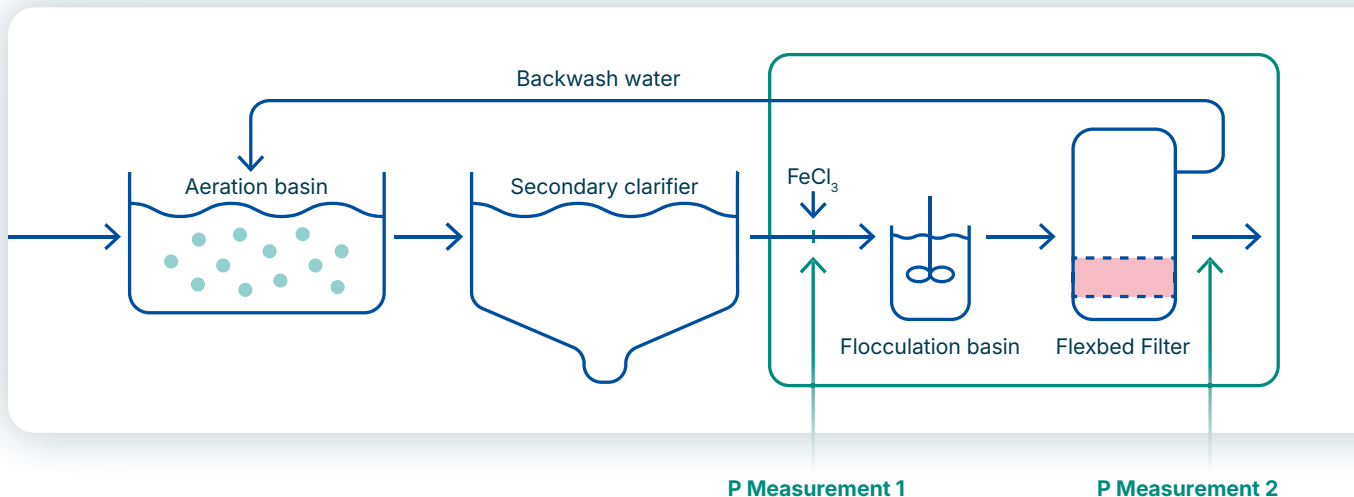 Backwash water
Aeration basin
Secondary clarifier
FeCl₃
Flocculation basin
Flexbed Filter
P Measurement 1
P Measurement 2